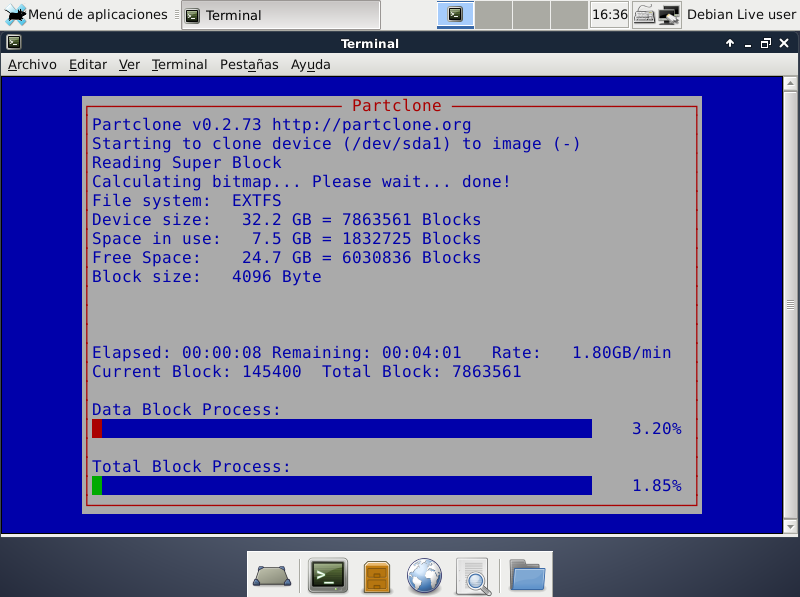 Menú de aplicaciones Terminal 16:36 Debian Live user
Terminal
Archivo Editar Ver Terminal Pestañas Ayuda
Partclone
Partclone v0.2.73 http://partclone.org
Starting to clone device (/dev/sda1) to image (-)
Reading Super Block
Calculating bitmap... Please wait... done!
File system:  EXTFS
Device size:   32.2 GB = 7863561 Blocks
Space in use:   7.5 GB = 1832725 Blocks
Free Space:    24.7 GB = 6030836 Blocks
Block size:   4096 Byte
Elapsed: 00:00:08 Remaining: 00:04:01   Rate:   1.80GB/min
Current Block: 145400  Total Block: 7863561
Data Block Process:
3.20%
Total Block Process:
1.85%